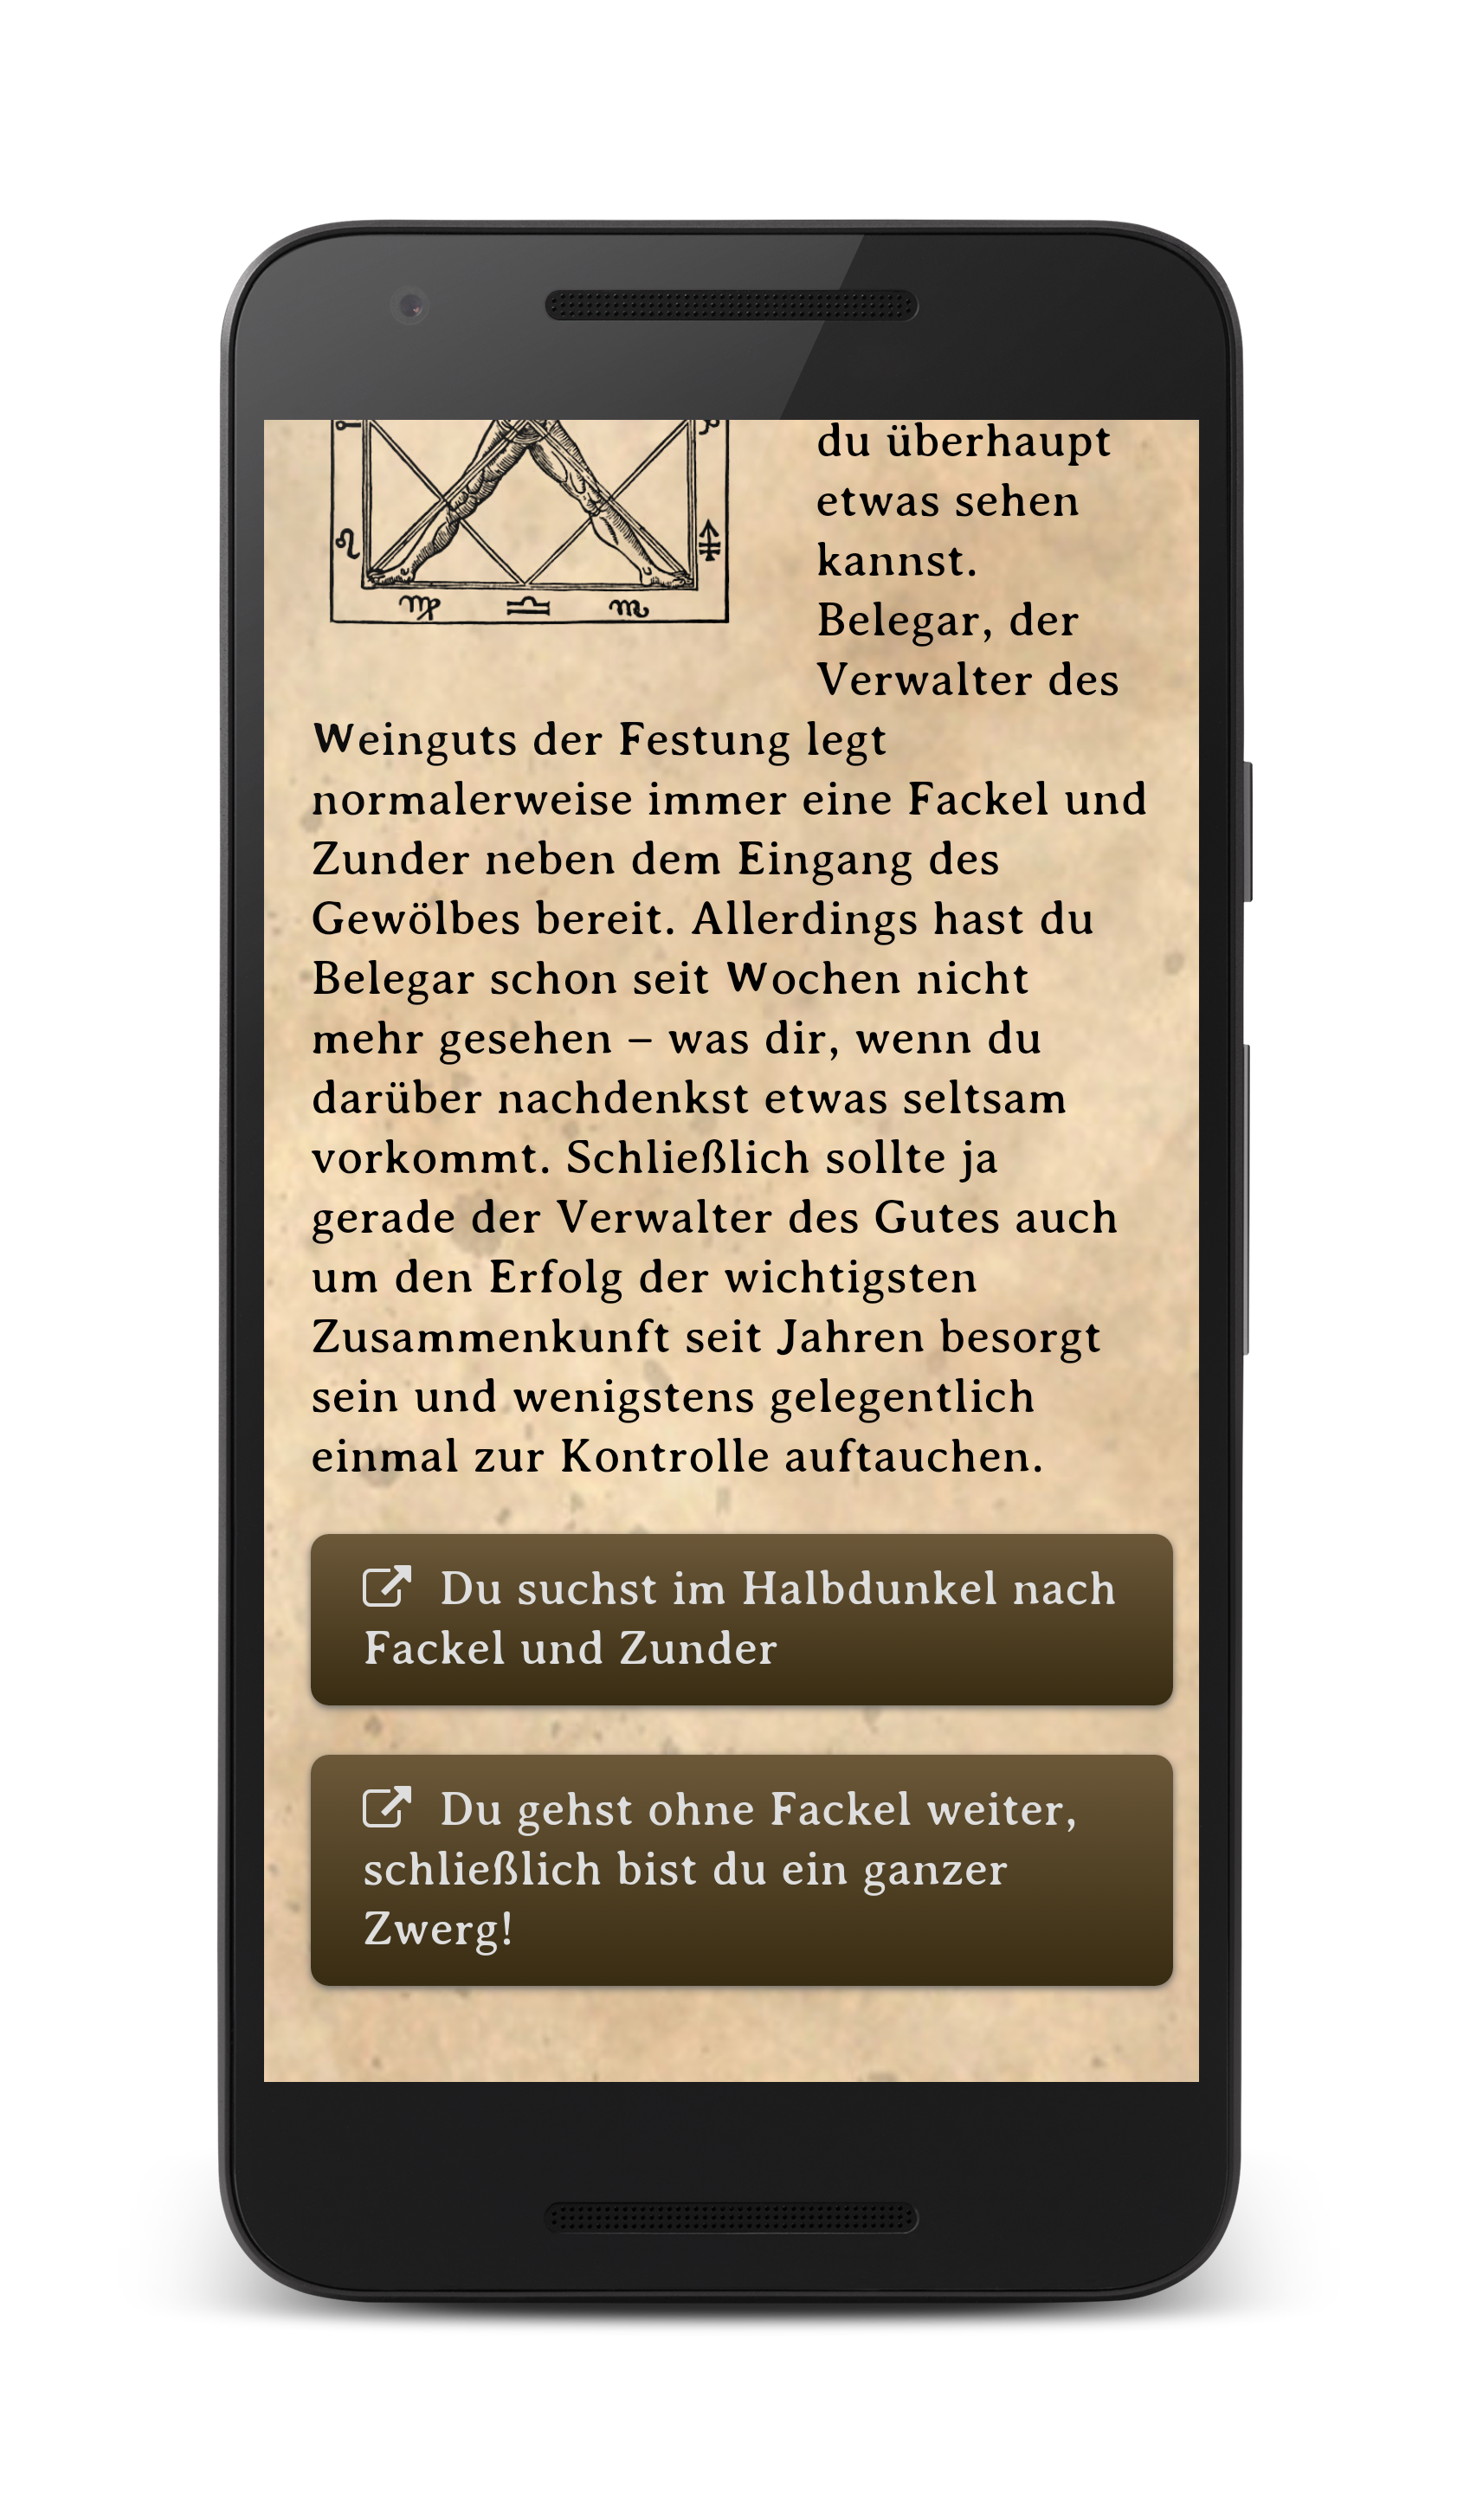 du überhaupt
etwas sehen
kannst.
Belegar, der
Verwalter des
Weinguts der Festung legt
normalerweise immer eine Fackel und
Zunder neben dem Eingang des
Gewölbes bereit. Allerdings hast du
Belegar schon seit Wochen nicht
mehr gesehen – was dir, wenn du
darüber nachdenkst etwas seltsam
vorkommt. Schließlich sollte ja
gerade der Verwalter des Gutes auch
um den Erfolg der wichtigsten
Zusammenkunft seit Jahren besorgt
sein und wenigstens gelegentlich
einmal zur Kontrolle auftauchen.
Du suchst im Halbdunkel nach
Fackel und Zunder
Du gehst ohne Fackel weiter,
schließlich bist du ein ganzer
Zwerg!